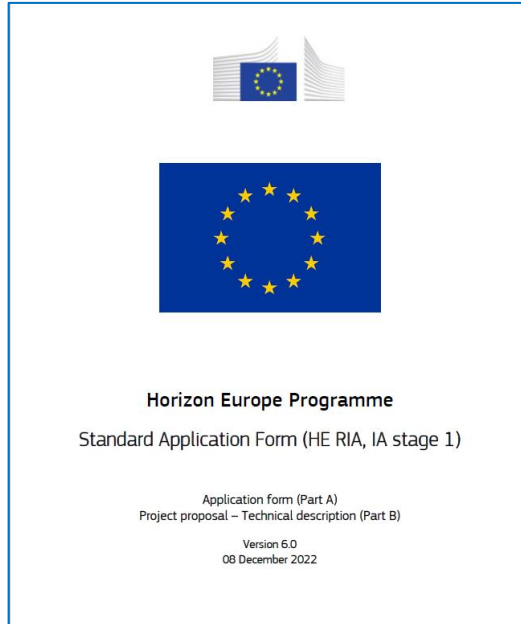 Horizon Europe Programme
Standard Application Form (HE RIA, IA stage 1)
Application form (Part A)
Project proposal – Technical description (Part B)
Version 6.0
08 December 2022